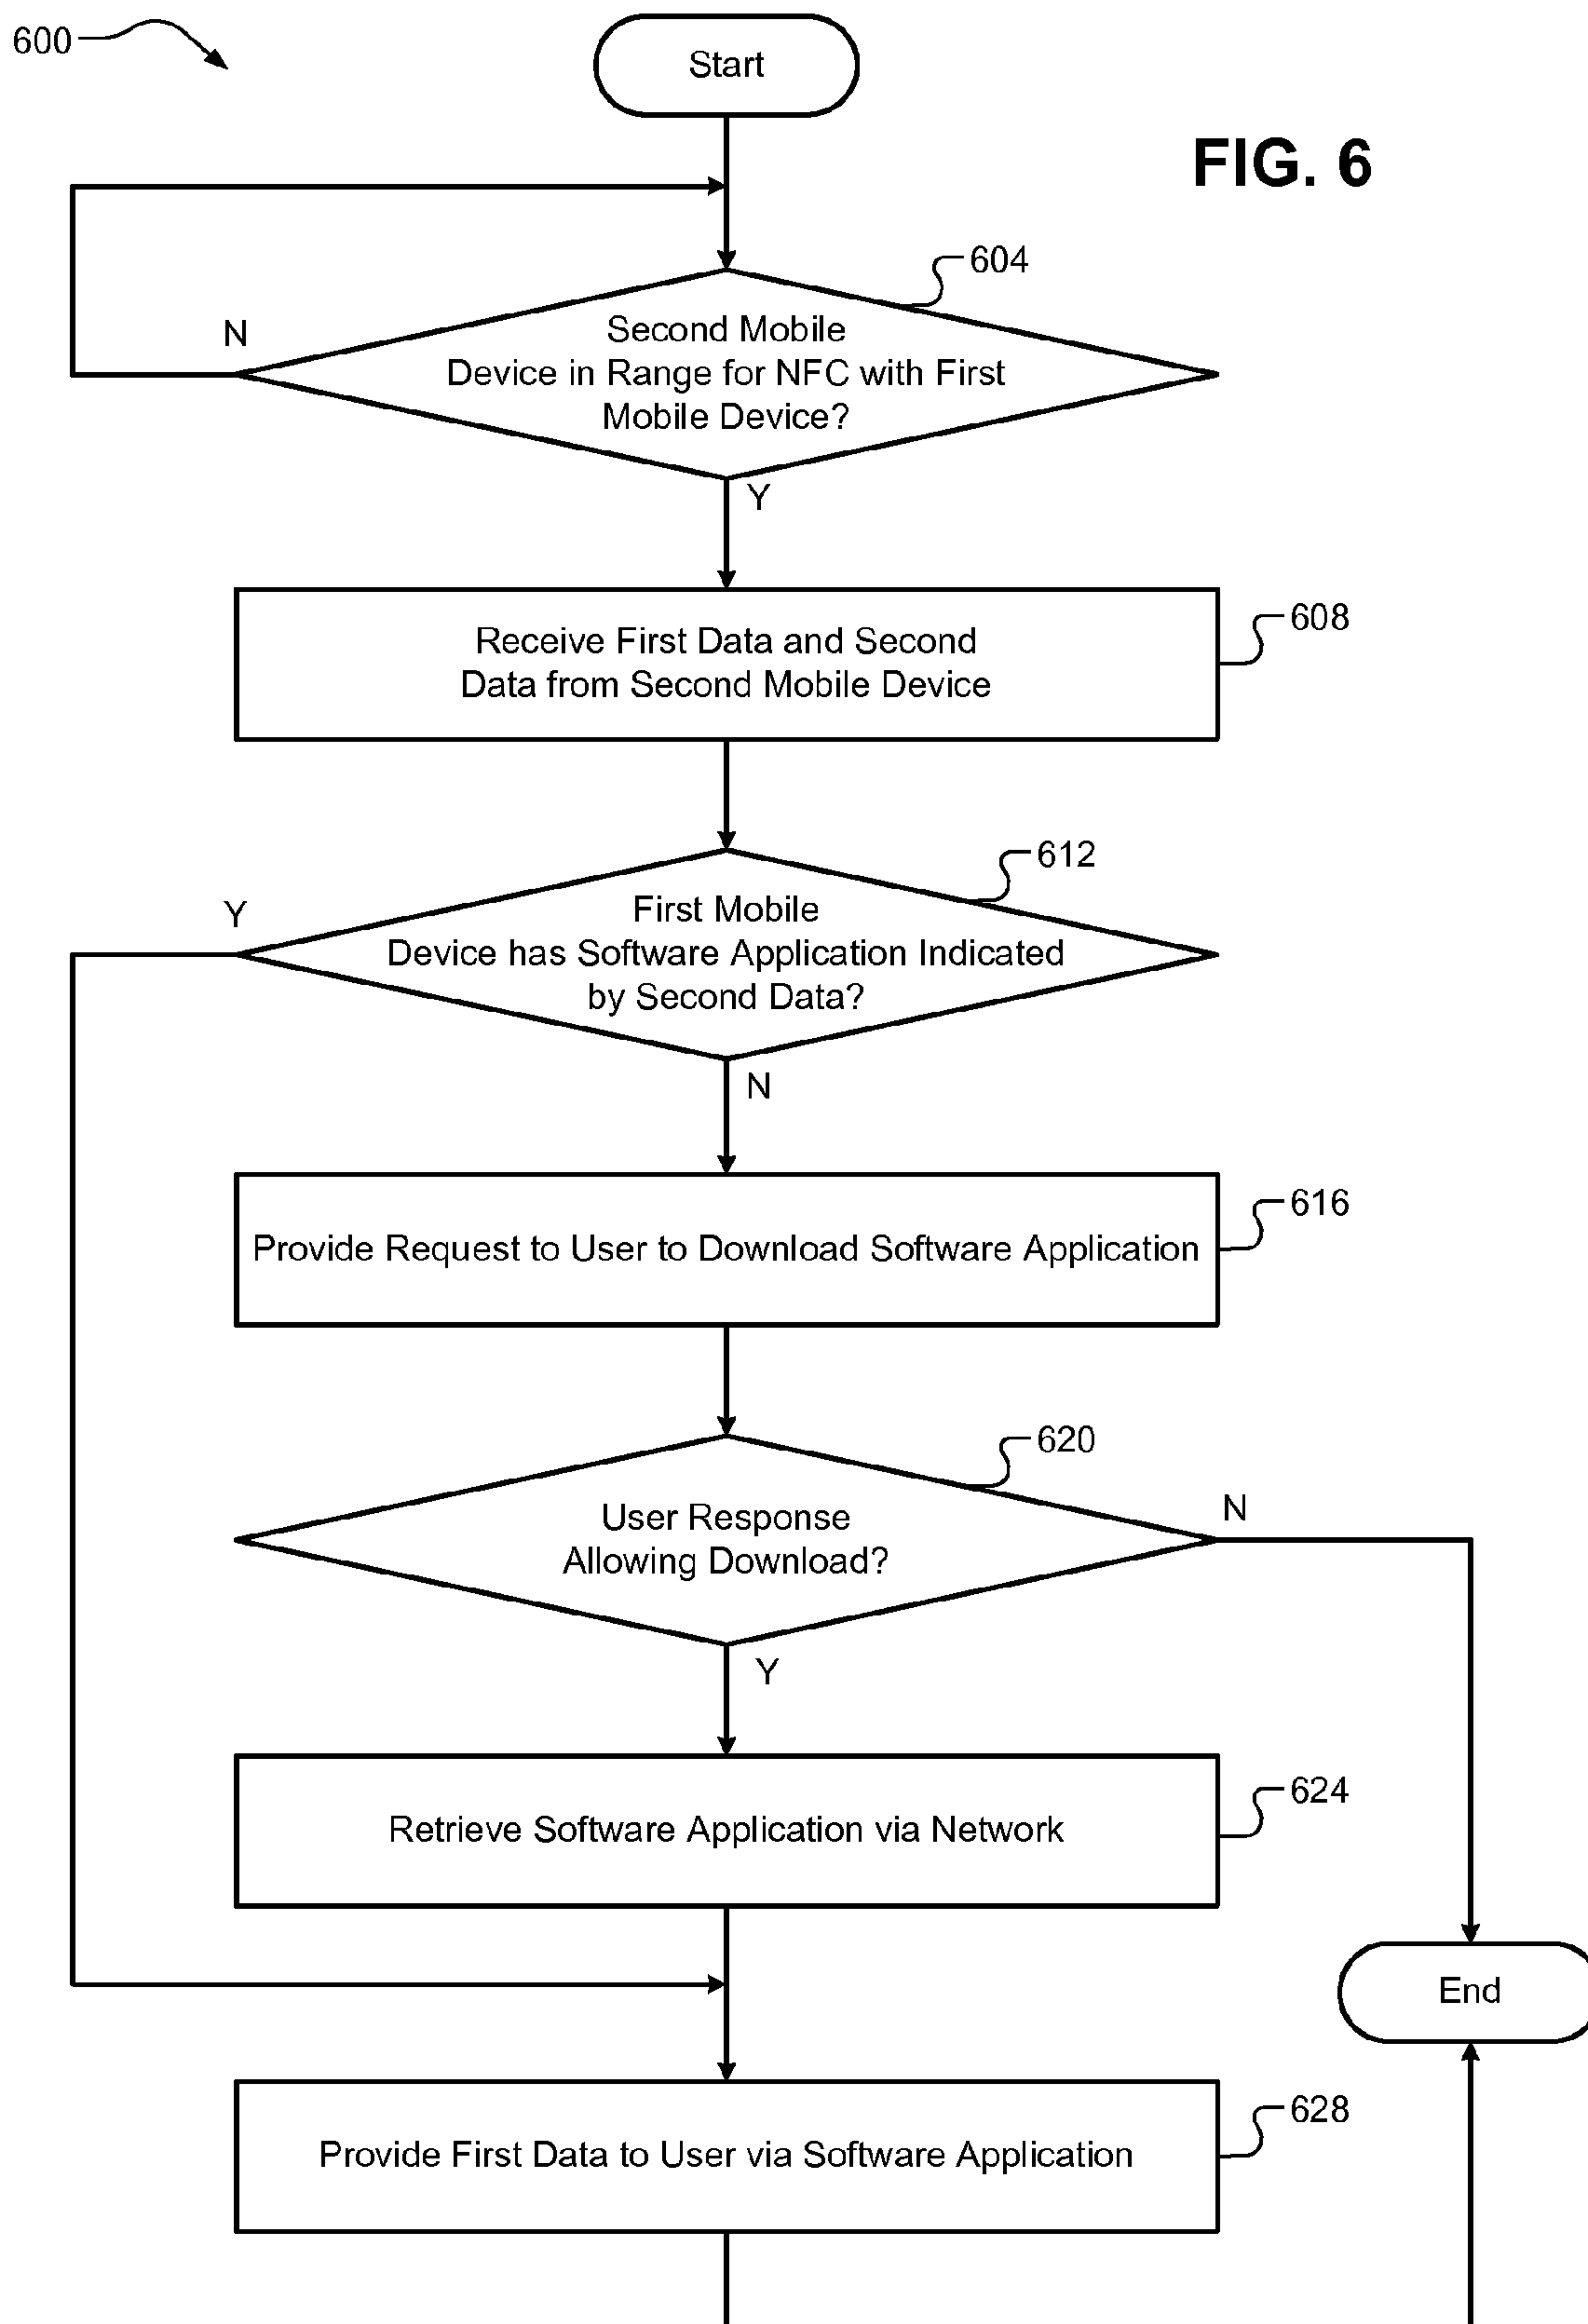 600
Start
FIG. 6
604
N
Second Mobile
Device in Range for NFC with First
Mobile Device?
Y
608
Receive First Data and Second
Data from Second Mobile Device
612
Y
First Mobile
Device has Software Application Indicated
by Second Data?
N
616
Provide Request to User to Download Software Application
620
N
User Response
Allowing Download?
Y
624
Retrieve Software Application via Network
End
628
Provide First Data to User via Software Application